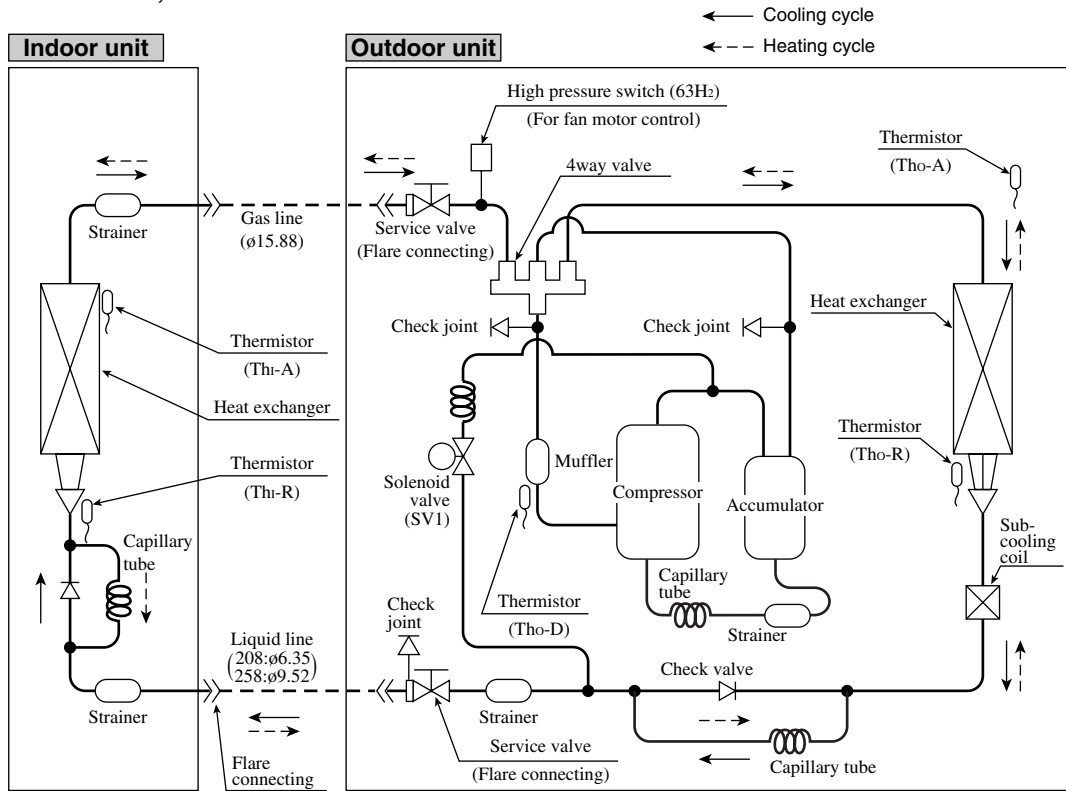 Cooling cycle
Heating cycle
Indoor unit
Outdoor unit
High pressure switch (63H₂)
(For fan motor control)
4way valve
Thermistor
(Tho-A)
Strainer
Gas line
(ø15.88)
Service valve
(Flare connecting)
Check joint
Check joint
Heat exchanger
Thermistor
(ThI-A)
Heat exchanger
Thermistor
(ThI-R)
Solenoid
valve
(SV1)
Muffler
Compressor
Accumulator
Thermistor
(Tho-R)
Sub-
cooling
coil
Capillary
tube
Capillary
tube
Thermistor
(Tho-D)
Strainer
Check
joint
Liquid line
(208:ø6.35
258:ø9.52)
Check valve
Strainer
Strainer
Service valve
(Flare connecting)
Capillary tube
Flare
connecting